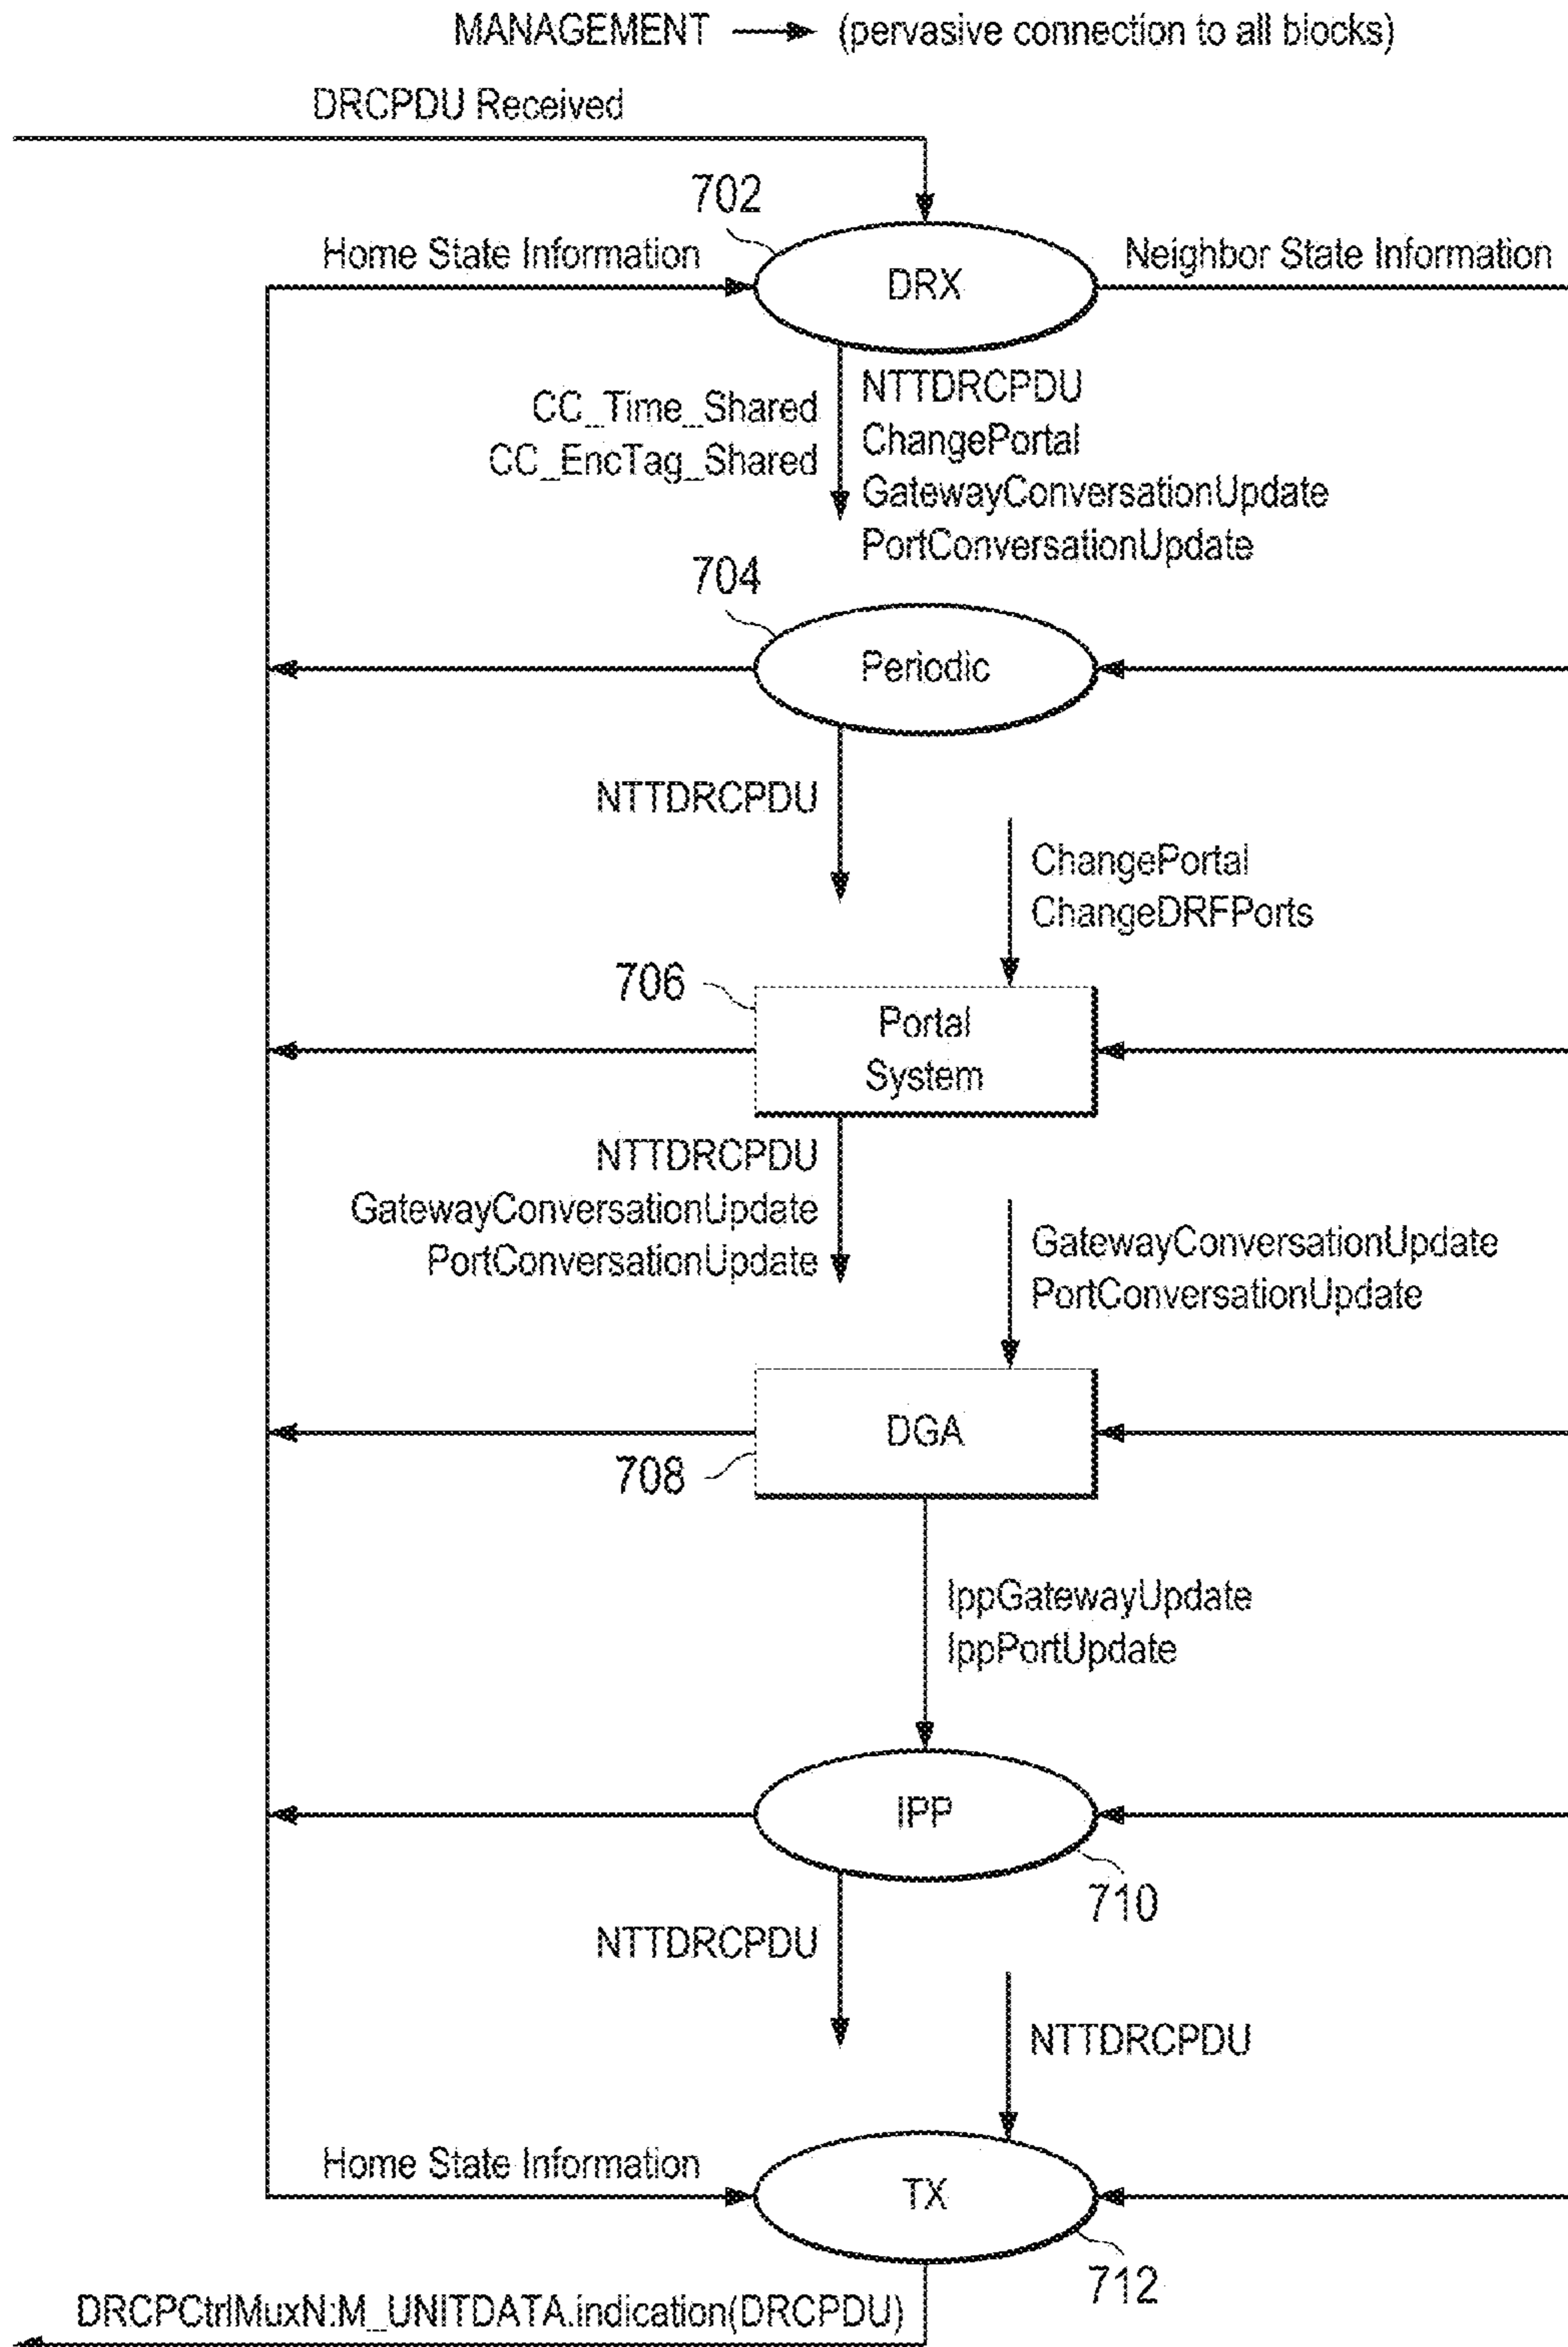 MANAGEMENT (pervasive connection to all blocks)
DRCPDU Received
702
Home State Information
DRX
Neighbor State Information
CC_Time_Shared
CC_EncTag_Shared
NTTDRCPDU
ChangePortal
GatewayConversationUpdate
PortConversationUpdate
704
Periodic
NTTDRCPDU
ChangePortal
ChangeDRFPorts
706
Portal
System
NTTDRCPDU
GatewayConversationUpdate
PortConversationUpdate
GatewayConversationUpdate
PortConversationUpdate
DGA
708
IppGatewayUpdate
IppPortUpdate
IPP
710
NTTDRCPDU
NTTDRCPDU
Home State Information
TX
712
DRCPCtrlMuxN:M_UNITDATA.indication(DRCPDU)